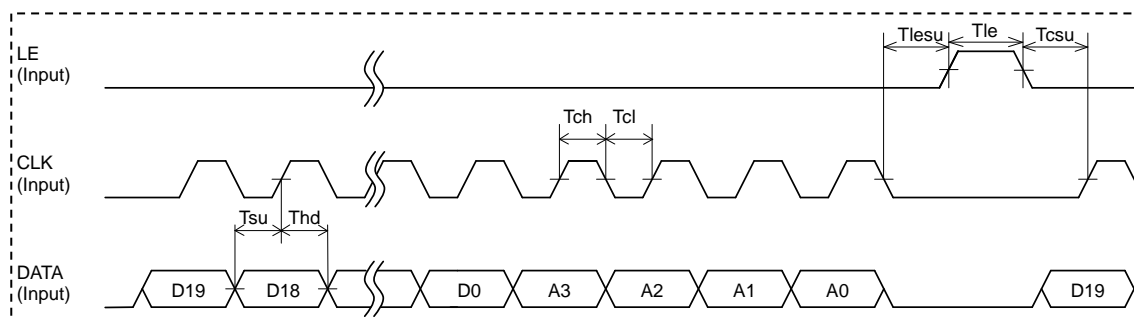 LE
(Input)
Tlesu Tle Tcsu
CLK
(Input)
Tch Tcl
Tsu Thd
DATA
(Input)
D19 D18 D0 A3 A2 A1 A0 D19